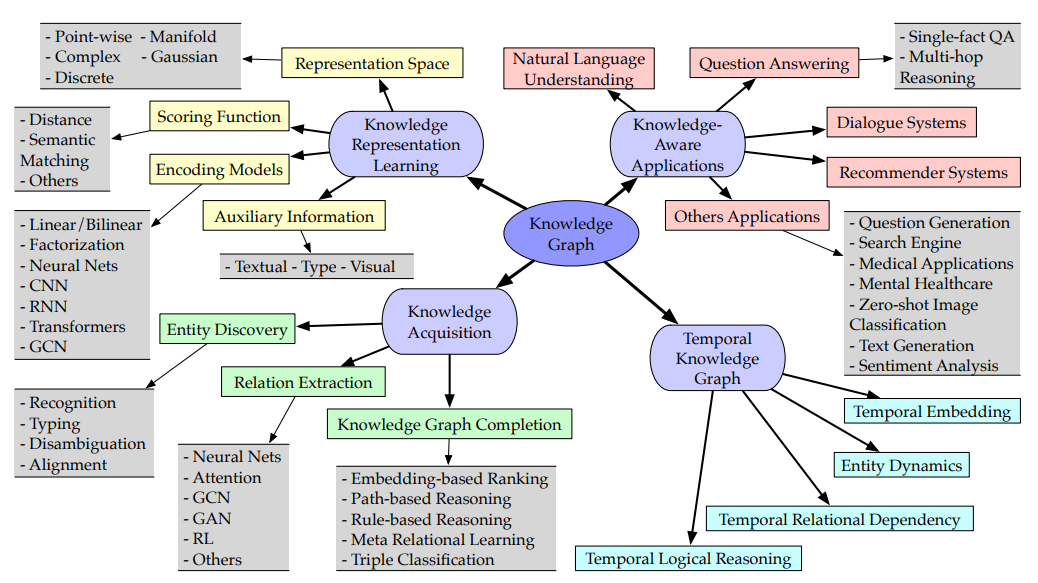 - Point-wise - Manifold
- Complex - Gaussian
- Discrete
Representation Space
Natural Language
Understanding
Question Answering
- Single-fact QA
- Multi-hop
Reasoning
- Distance
- Semantic
Matching
- Others
Scoring Function
Encoding Models
Knowledge
Representation
Learning
Knowledge-
Aware
Applications
Dialogue Systems
Recommender Systems
Auxiliary Information
Others Applications
Knowledge
Graph
- Linear/Bilinear
- Factorization
- Neural Nets
- CNN
- RNN
- Transformers
- GCN
- Textual - Type - Visual
- Question Generation
- Search Engine
- Medical Applications
- Mental Healthcare
- Zero-shot Image
Classification
- Text Generation
- Sentiment Analysis
Knowledge
Acquisition
Entity Discovery
Relation Extraction
Knowledge Graph Completion
Temporal
Knowledge
Graph
- Recognition
- Typing
- Disambiguation
- Alignment
- Neural Nets
- Attention
- GCN
- GAN
- RL
- Others
- Embedding-based Ranking
- Path-based Reasoning
- Rule-based Reasoning
- Meta Relational Learning
- Triple Classification
Temporal Embedding
Entity Dynamics
Temporal Relational Dependency
Temporal Logical Reasoning